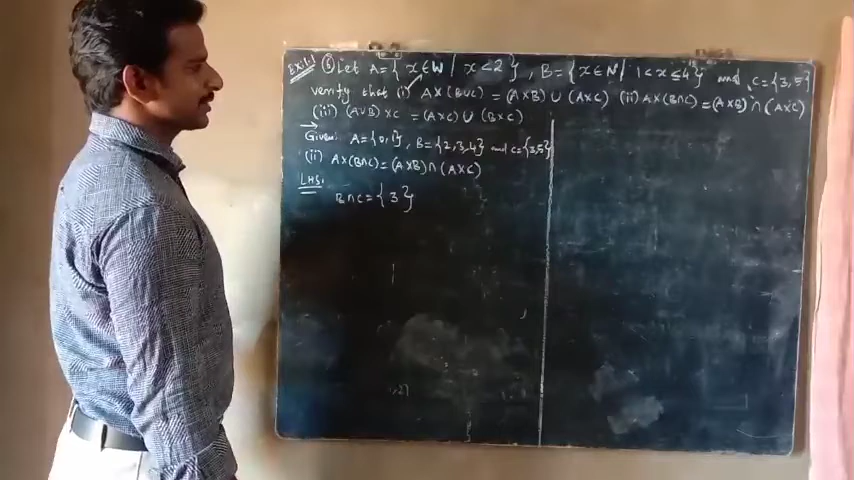 Ex:1.1 ⑥ Let A={ x∈W | x<2}, B={x∈N | 1<x≤4} and C={3,5}
verify that (i) A×(B∪C) = (A×B) ∪ (A×C) (ii) A×(B∩C) = (A×B) ∩ (A×C)
(iii) (A∪B)×C = (A×C) ∪ (B×C)
Given: A={0,1}, B={2,3,4} and C={3,5}
(ii) A×(B∩C) = (A×B) ∩ (A×C)
LHS:
B∩C={3}